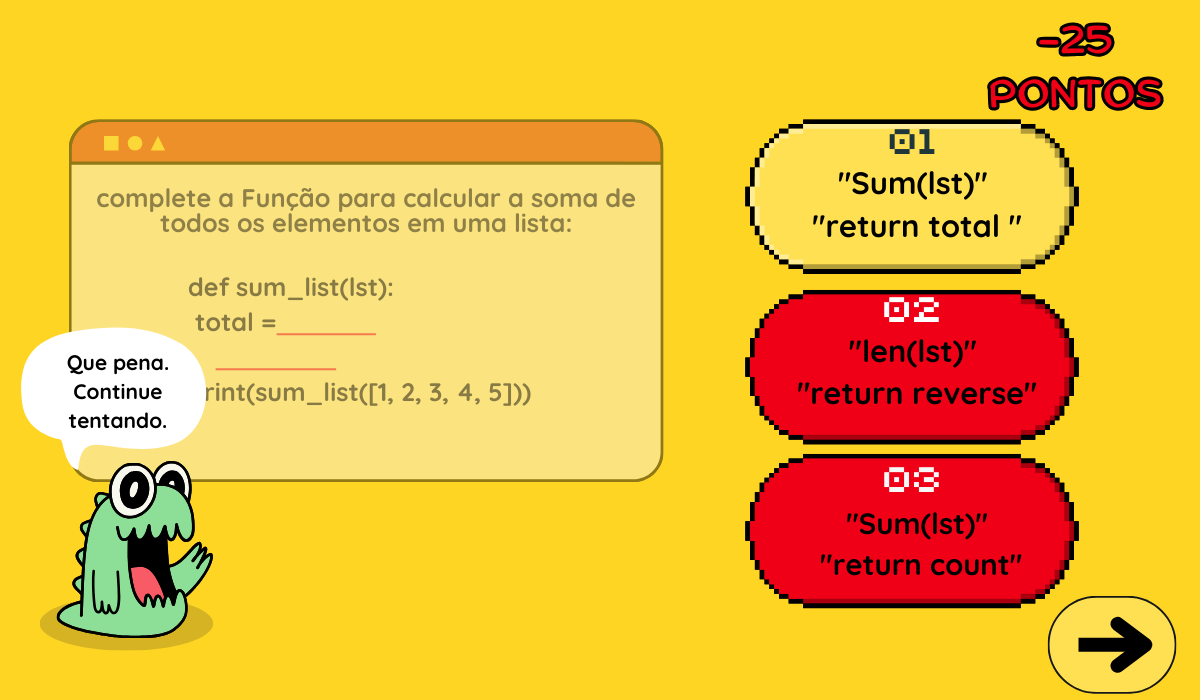 -25
PONTOS
complete a Função para calcular a soma de
todos os elementos em uma lista:
def sum_list(lst):
total =_______
_______
rint(sum_list([1, 2, 3, 4, 5]))
Que pena.
Continue
tentando.
01
"Sum(lst)"
"return total "
02
"len(lst)"
"return reverse"
03
"Sum(lst)"
"return count"